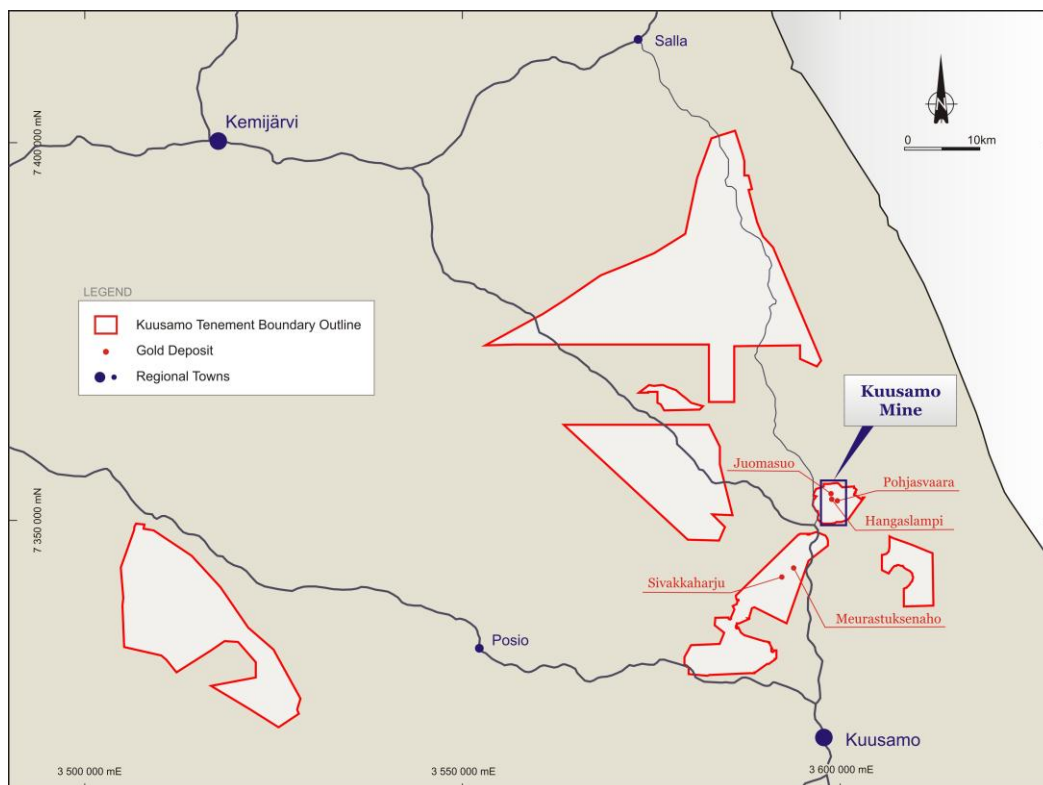 Salla
Kemijärvi
N
0 10km
7 400 000 mN
LEGEND
Kuusamo Tenement Boundary Outline
Gold Deposit
Regional Towns
Kuusamo
Mine
Juomasuo
Pohjasvaara
Hangaslampi
7 350 000 mN
Sivakkaharju
Meurastuksenaho
Posio
Kuusamo
3 500 000 mE
3 550 000 mE
3 600 000 mE